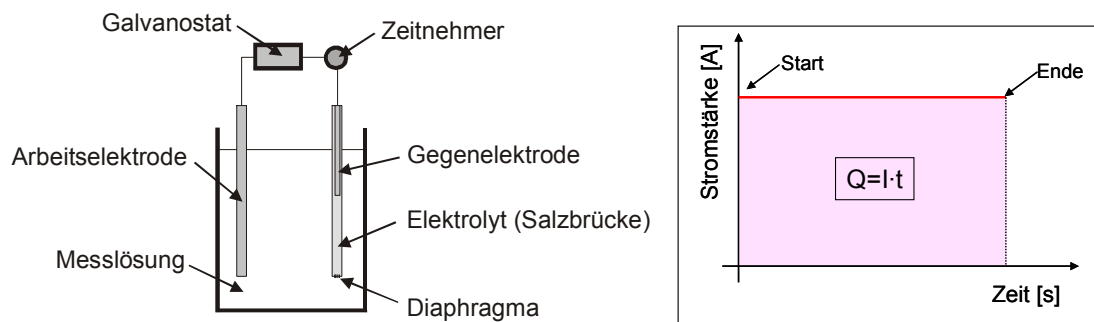 Galvanostat
Zeitnehmer
Arbeitselektrode
Gegenelektrode
Elektrolyt (Salzbrücke)
Messlösung
Diaphragma
Stromstärke [A]
Start
Ende
Q=I·t
Zeit [s]